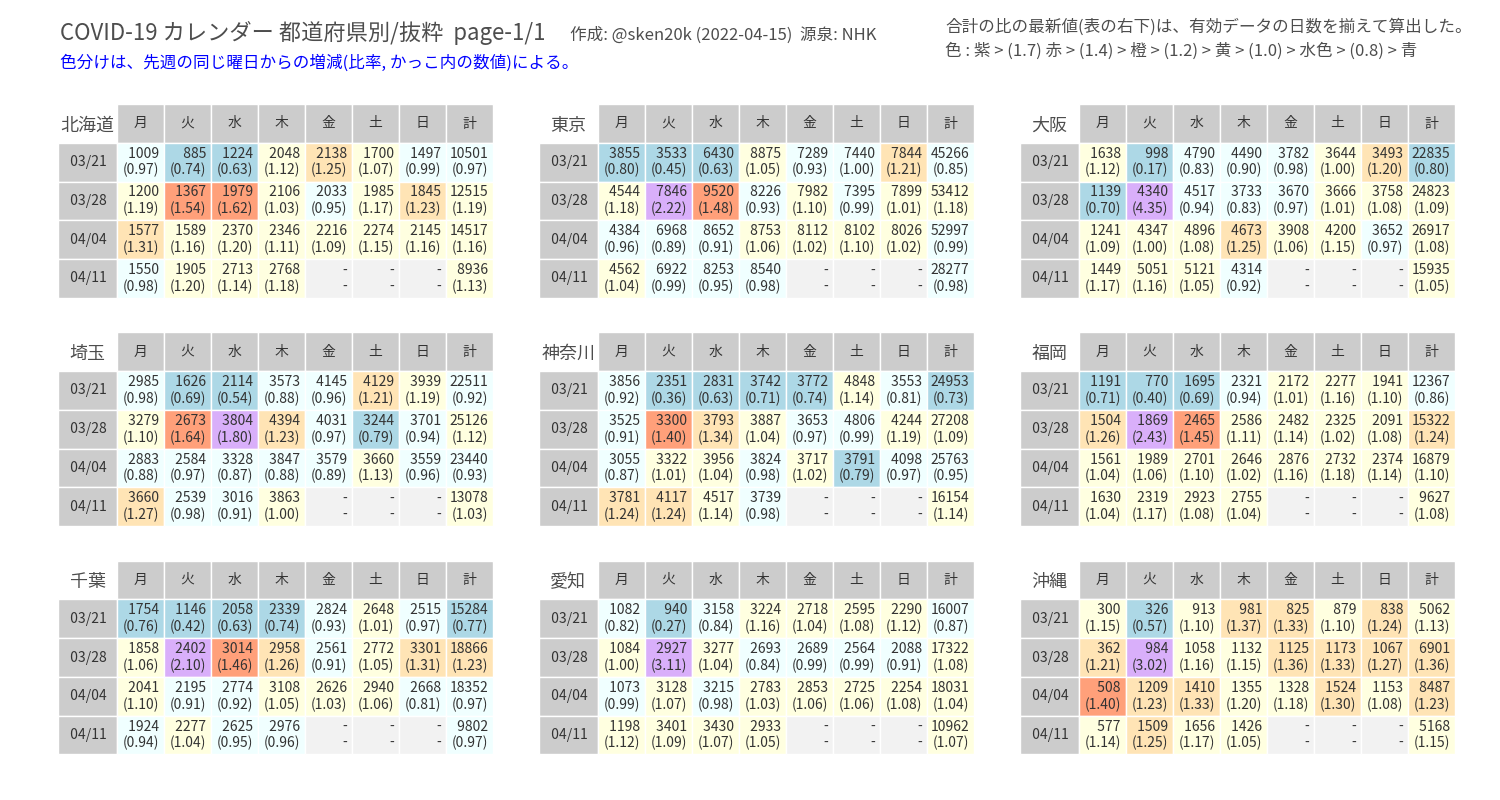 COVID-19 カレンダー 都道府県別/抜粋 page-1/1 作成: @sken20k (2022-04-15) 源泉: NHK
合計の比の最新値(表の右下)は、有効データの日数を揃えて算出した。
色分けは、先週の同じ曜日からの増減(比率, かっこ内の数値)による。
色 : 紫 > (1.7) 赤 > (1.4) > 橙 > (1.2) > 黄 > (1.0) > 水色 > (0.8) > 青
北海道 月 火 水 木 金 土 日 計
03/21 1009 885 1224 2048 2138 1700 1497 10501
(0.97) (0.74) (0.63) (1.12) (1.25) (1.07) (0.99) (0.97)
03/28 1200 1367 1979 2106 2033 1985 1845 12515
(1.19) (1.54) (1.62) (1.03) (0.95) (1.17) (1.23) (1.19)
04/04 1577 1589 2370 2346 2216 2274 2145 14517
(1.31) (1.16) (1.20) (1.11) (1.09) (1.15) (1.16) (1.16)
04/11 1550 1905 2713 2768 - - - 8936
(0.98) (1.20) (1.14) (1.18) - - - (1.13)
東京 月 火 水 木 金 土 日 計
03/21 3855 3533 6430 8875 7289 7440 7844 45266
(0.80) (0.45) (0.63) (1.05) (0.93) (1.00) (1.21) (0.85)
03/28 4544 7846 9520 8226 7982 7395 7899 53412
(1.18) (2.22) (1.48) (0.93) (1.10) (0.99) (1.01) (1.18)
04/04 4384 6968 8652 8753 8112 8102 8026 52997
(0.96) (0.89) (0.91) (1.06) (1.02) (1.10) (1.02) (0.99)
04/11 4562 6922 8253 8540 - - - 28277
(1.04) (0.99) (0.95) (0.98) - - - (0.98)
大阪 月 火 水 木 金 土 日 計
03/21 1638 998 4790 4490 3782 3644 3493 22835
(1.12) (0.17) (0.83) (0.90) (0.98) (1.00) (1.20) (0.80)
03/28 1139 4340 4517 3733 3670 3666 3758 24823
(0.70) (4.35) (0.94) (0.83) (0.97) (1.01) (1.08) (1.09)
04/04 1241 4347 4896 4673 3908 4200 3652 26917
(1.09) (1.00) (1.08) (1.25) (1.06) (1.15) (0.97) (1.08)
04/11 1449 5051 5121 4314 - - - 15935
(1.17) (1.16) (1.05) (0.92) - - - (1.05)
埼玉 月 火 水 木 金 土 日 計
03/21 2985 1626 2114 3573 4145 4129 3939 22511
(0.98) (0.69) (0.54) (0.88) (0.96) (1.21) (1.19) (0.92)
03/28 3279 2673 3804 4394 4031 3244 3701 25126
(1.10) (1.64) (1.80) (1.23) (0.97) (0.79) (0.94) (1.12)
04/04 2883 2584 3328 3847 3579 3660 3559 23440
(0.88) (0.97) (0.87) (0.88) (0.89) (1.13) (0.96) (0.93)
04/11 3660 2539 3016 3863 - - - 13078
(1.27) (0.98) (0.91) (1.00) - - - (1.03)
神奈川 月 火 水 木 金 土 日 計
03/21 3856 2351 2831 3742 3772 4848 3553 24953
(0.92) (0.36) (0.63) (0.71) (0.74) (1.14) (0.81) (0.73)
03/28 3525 3300 3793 3887 3653 4806 4244 27208
(0.91) (1.40) (1.34) (1.04) (0.97) (0.99) (1.19) (1.09)
04/04 3055 3322 3956 3824 3717 3791 4098 25763
(0.87) (1.01) (1.04) (0.98) (1.02) (0.79) (0.97) (0.95)
04/11 3781 4117 4517 3739 - - - 16154
(1.24) (1.24) (1.14) (0.98) - - - (1.14)
福岡 月 火 水 木 金 土 日 計
03/21 1191 770 1695 2321 2172 2277 1941 12367
(0.71) (0.40) (0.69) (0.94) (1.01) (1.16) (1.10) (0.86)
03/28 1504 1869 2465 2586 2482 2325 2091 15322
(1.26) (2.43) (1.45) (1.11) (1.14) (1.02) (1.08) (1.24)
04/04 1561 1989 2701 2646 2876 2732 2374 16879
(1.04) (1.06) (1.10) (1.02) (1.16) (1.18) (1.14) (1.10)
04/11 1630 2319 2923 2755 - - - 9627
(1.04) (1.17) (1.08) (1.04) - - - (1.08)
千葉 月 火 水 木 金 土 日 計
03/21 1754 1146 2058 2339 2824 2648 2515 15284
(0.76) (0.42) (0.63) (0.74) (0.93) (1.01) (0.97) (0.77)
03/28 1858 2402 3014 2958 2561 2772 3301 18866
(1.06) (2.10) (1.46) (1.26) (0.91) (1.05) (1.31) (1.23)
04/04 2041 2195 2774 3108 2626 2940 2668 18352
(1.10) (0.91) (0.92) (1.05) (1.03) (1.06) (0.81) (0.97)
04/11 1924 2277 2625 2976 - - - 9802
(0.94) (1.04) (0.95) (0.96) - - - (0.97)
愛知 月 火 水 木 金 土 日 計
03/21 1082 940 3158 3224 2718 2595 2290 16007
(0.82) (0.27) (0.84) (1.16) (1.04) (1.08) (1.12) (0.87)
03/28 1084 2927 3277 2693 2689 2564 2088 17322
(1.00) (3.11) (1.04) (0.84) (0.99) (0.99) (0.91) (1.08)
04/04 1073 3128 3215 2783 2853 2725 2254 18031
(0.99) (1.07) (0.98) (1.03) (1.06) (1.06) (1.08) (1.04)
04/11 1198 3401 3430 2933 - - - 10962
(1.12) (1.09) (1.07) (1.05) - - - (1.07)
沖縄 月 火 水 木 金 土 日 計
03/21 300 326 913 981 825 879 838 5062
(1.15) (0.57) (1.10) (1.37) (1.33) (1.10) (1.24) (1.13)
03/28 362 984 1058 1132 1125 1173 1067 6901
(1.21) (3.02) (1.16) (1.15) (1.36) (1.33) (1.27) (1.36)
04/04 508 1209 1410 1355 1328 1524 1153 8487
(1.40) (1.23) (1.33) (1.20) (1.18) (1.30) (1.08) (1.23)
04/11 577 1509 1656 1426 - - - 5168
(1.14) (1.25) (1.17) (1.05) - - - (1.15)